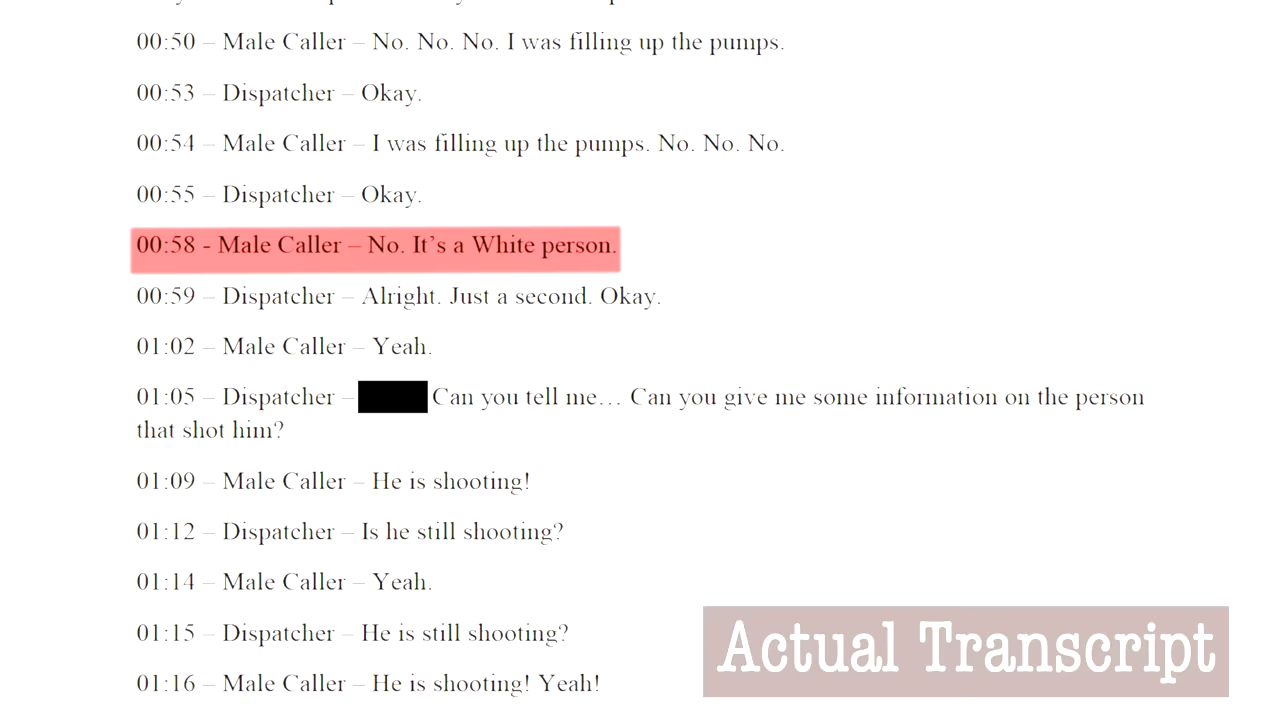 00:50 – Male Caller – No. No. No. I was filling up the pumps.
00:53 – Dispatcher – Okay.
00:54 – Male Caller – I was filling up the pumps. No. No. No.
00:55 – Dispatcher – Okay.
00:58 - Male Caller – No. It’s a White person.
00:59 – Dispatcher – Alright. Just a second. Okay.
01:02 – Male Caller – Yeah.
01:05 – Dispatcher – Can you tell me… Can you give me some information on the person
that shot him?
01:09 – Male Caller – He is shooting!
01:12 – Dispatcher – Is he still shooting?
01:14 – Male Caller – Yeah.
01:15 – Dispatcher – He is still shooting?
01:16 – Male Caller – He is shooting! Yeah!
Actual Transcript